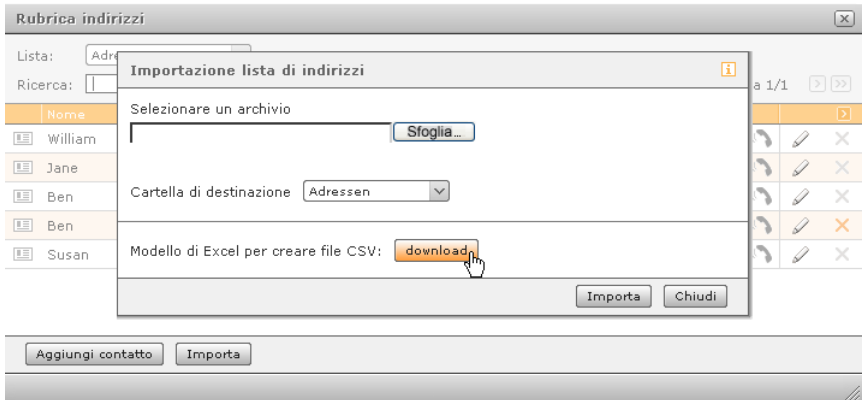 Rubrica indirizzi
Lista: Adre
Ricerca:
a 1/1
Nome
William
Jane
Ben
Ben
Susan
Importazione lista di indirizzi
Selezionare un archivio
Sfoglia...
Cartella di destinazione Adressen
Modello di Excel per creare file CSV: download
Importa Chiudi
Aggiungi contatto Importa